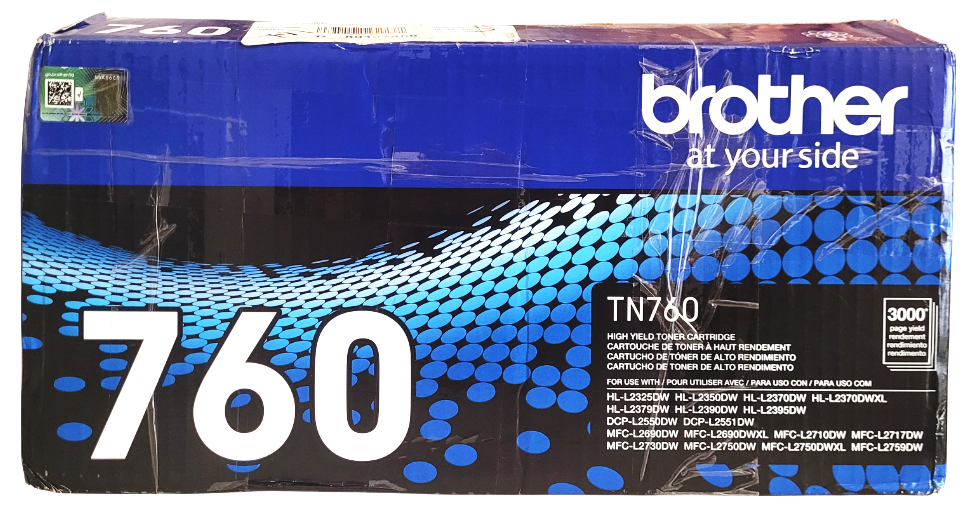 760
brother
at your side
760
TN760
HIGH YIELD TONER CARTRIDGE
CARTOUCHE DE TONER À HAUT RENDEMENT
CARTUCHO DE TÓNER DE ALTO RENDIMIENTO
CARTUCHO DE TONER DE ALTO RENDIMENTO
FOR USE WITH / POUR UTILISER AVEC / PARA USO CON / PARA USO COM
HL-L2325DW HL-L2350DW HL-L2370DW HL-L2370DWXL
HL-L2379DW HL-L2390DW HL-L2395DW
DCP-L2550DW DCP-L2551DW
MFC-L2690DW MFC-L2690DWXL MFC-L2710DW MFC-L2717DW
MFC-L2730DW MFC-L2750DW MFC-L2750DWXL MFC-L2759DW
3000*
page yield
rendement
rendimiento
rendimento